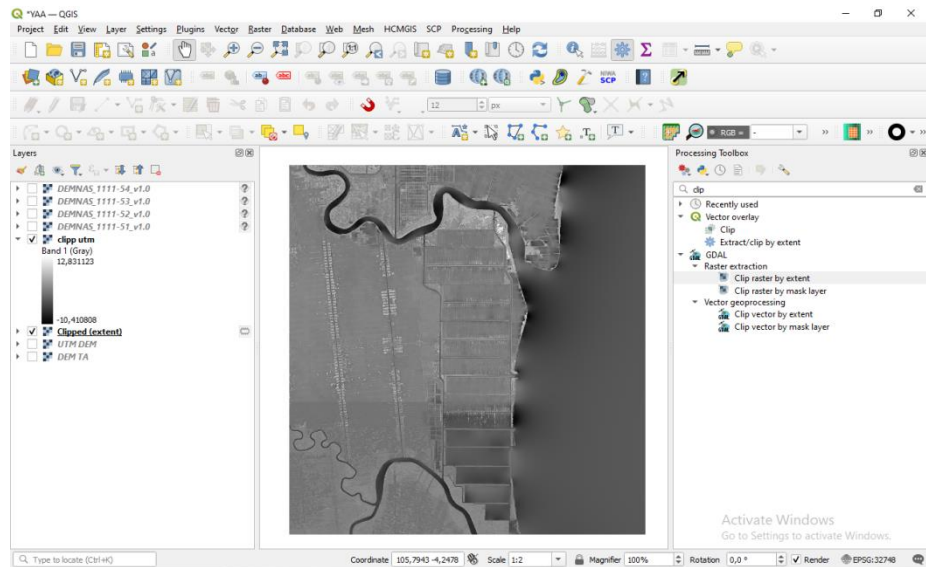 *YAA — QGIS
Project Edit View Layer Settings Plugins Vector Raster Database Web Mesh HCMGIS SCP Processing Help
abc abc NIWA SCP
12 px
RGB = -
Layers
DEMNAS_1111-54_v1.0 ?
DEMNAS_1111-53_v1.0 ?
DEMNAS_1111-52_v1.0 ?
DEMNAS_1111-51_v1.0 ?
clipp utm
Band 1 (Gray)
12,831123
-10,410808
Clipped (extent)
UTM DEM
DEM TA
Processing Toolbox
clip
Recently used
Vector overlay
Clip
Extract/clip by extent
GDAL
Raster extraction
Clip raster by extent
Clip raster by mask layer
Vector geoprocessing
Clip vector by extent
Clip vector by mask layer
Activate Windows
Go to Settings to activate Windows.
Type to locate (Ctrl+K) Coordinate 105,7943 -4,2478 Scale 1:2 Magnifier 100% Rotation 0,0 ° Render EPSG:32748